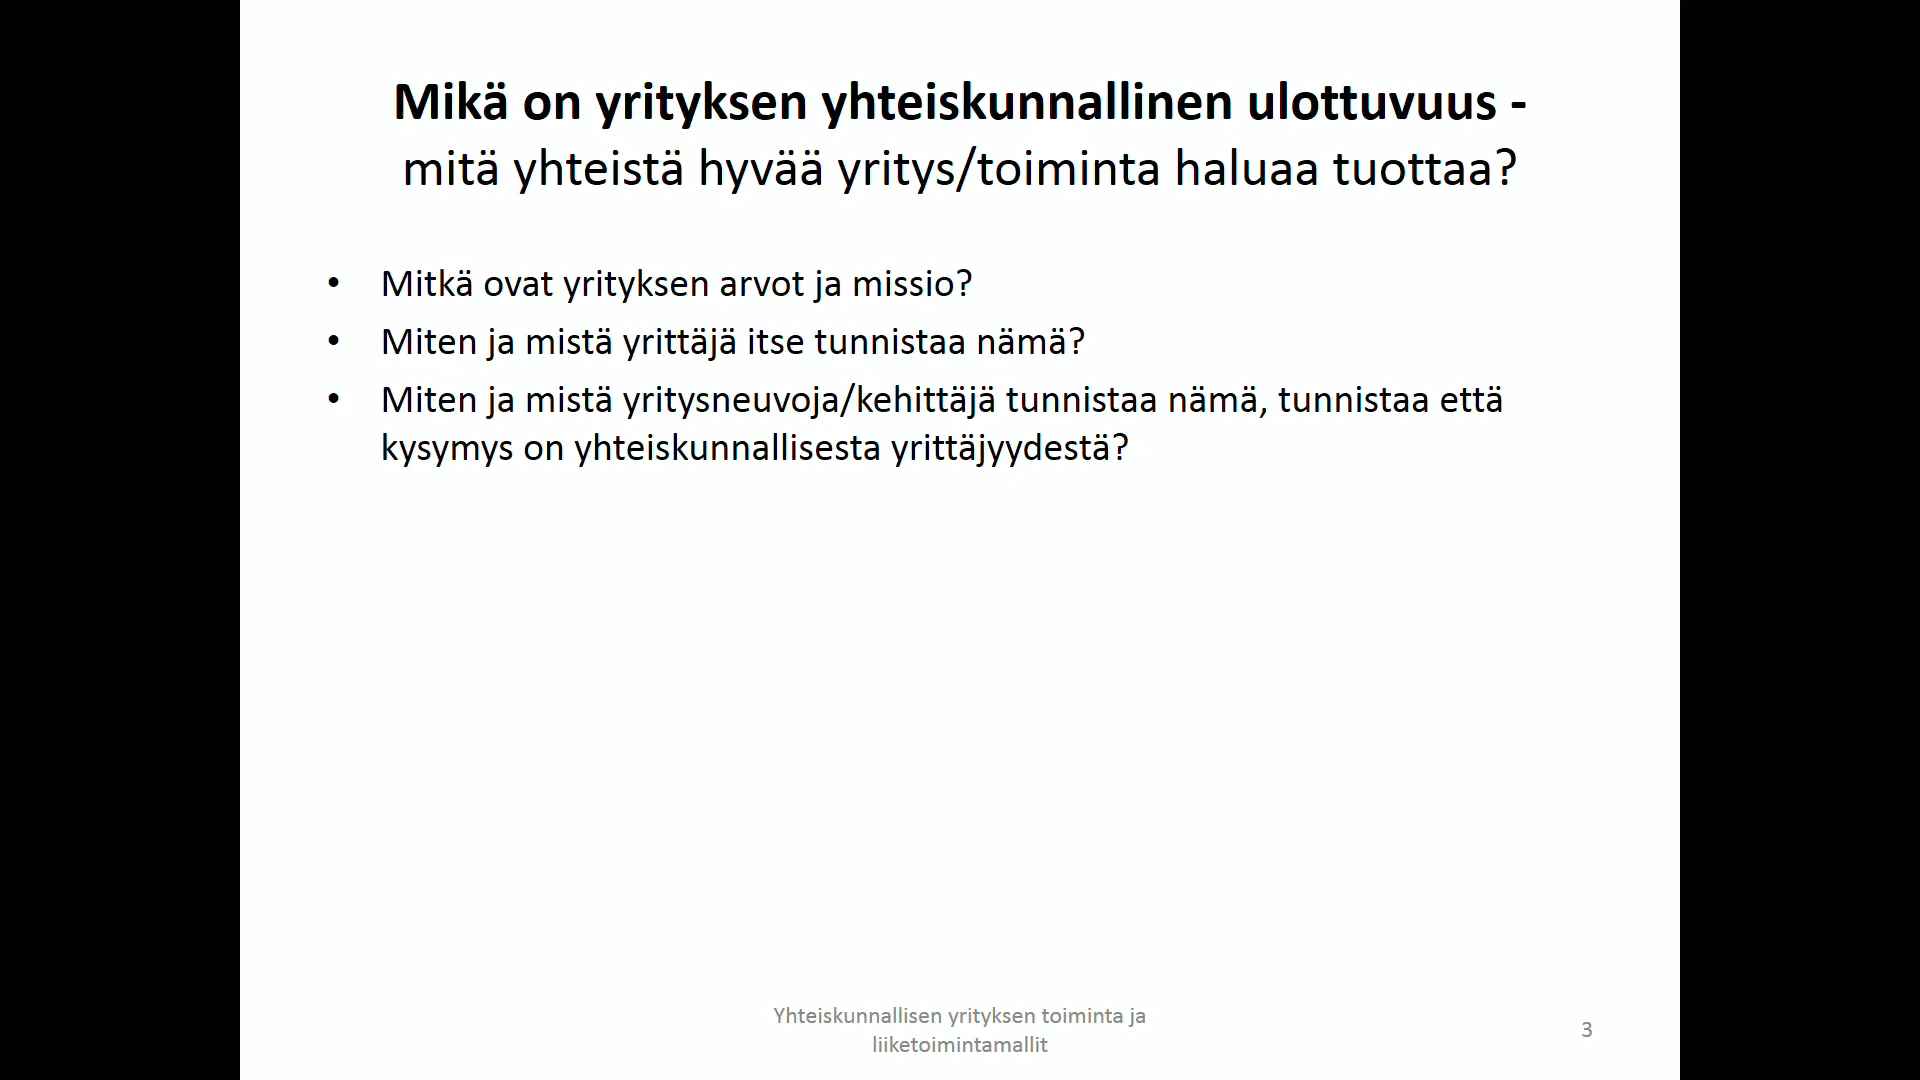 Mikä on yrityksen yhteiskunnallinen ulottuvuus -
mitä yhteistä hyvää yritys/toiminta haluaa tuottaa?
• Mitkä ovat yrityksen arvot ja missio?
• Miten ja mistä yrittäjä itse tunnistaa nämä?
• Miten ja mistä yritysneuvoja/kehittäjä tunnistaa nämä, tunnistaa että
kysymys on yhteiskunnallisesta yrittäjyydestä?
Yhteiskunnallisen yrityksen toiminta ja
liiketoimintamallit
3